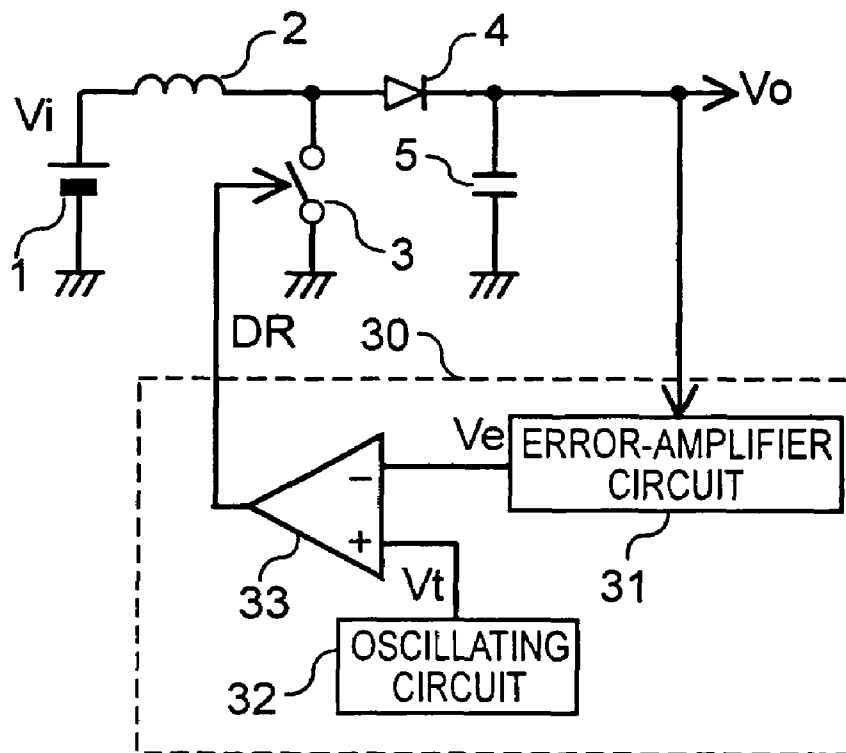 2
4
Vi
Vo
5
1
3
DR
30
Ve
ERROR-AMPLIFIER
CIRCUIT
−
+
33
Vt
31
OSCILLATING
CIRCUIT
32